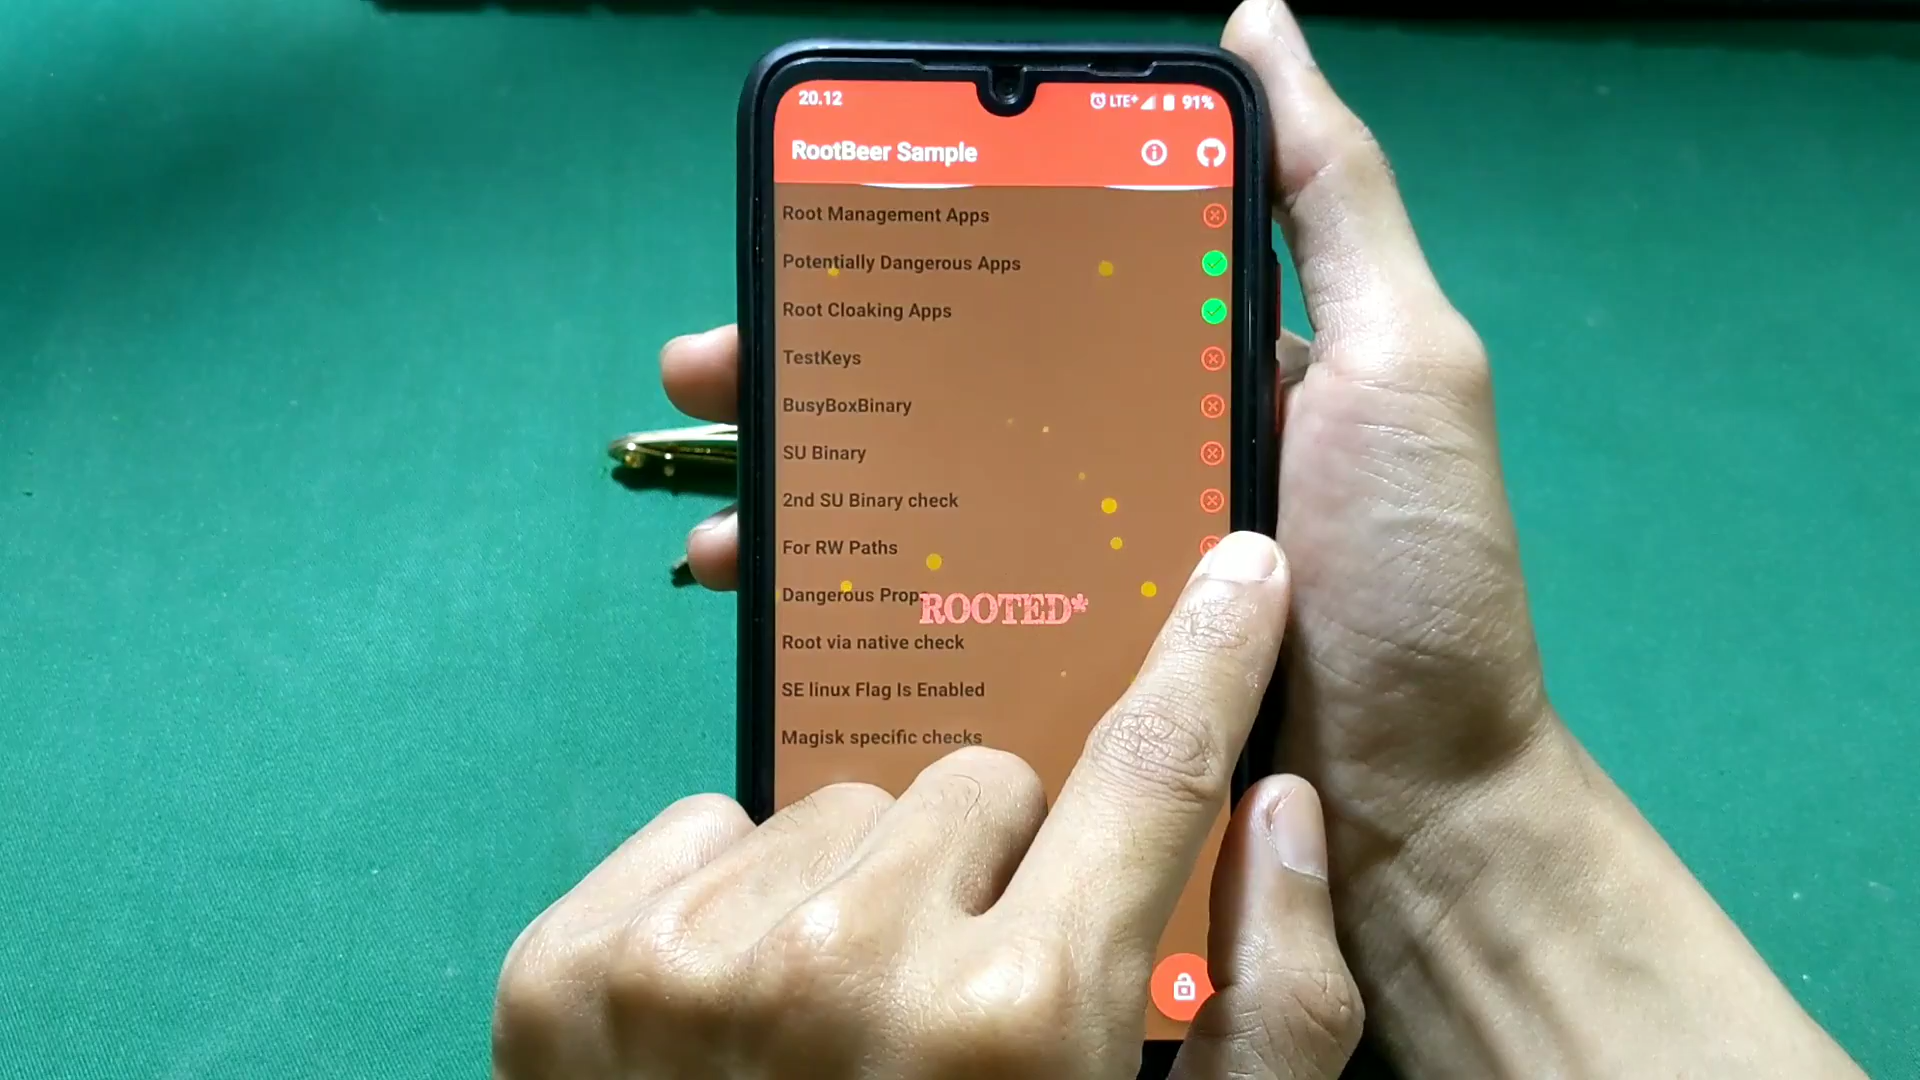 20.12 LTE+ 91%
RootBeer Sample
Root Management Apps
Potentially Dangerous Apps
Root Cloaking Apps
TestKeys
BusyBoxBinary
SU Binary
2nd SU Binary check
For RW Paths
Dangerous Props
ROOTED*
Root via native check
SE linux Flag Is Enabled
Magisk specific checks